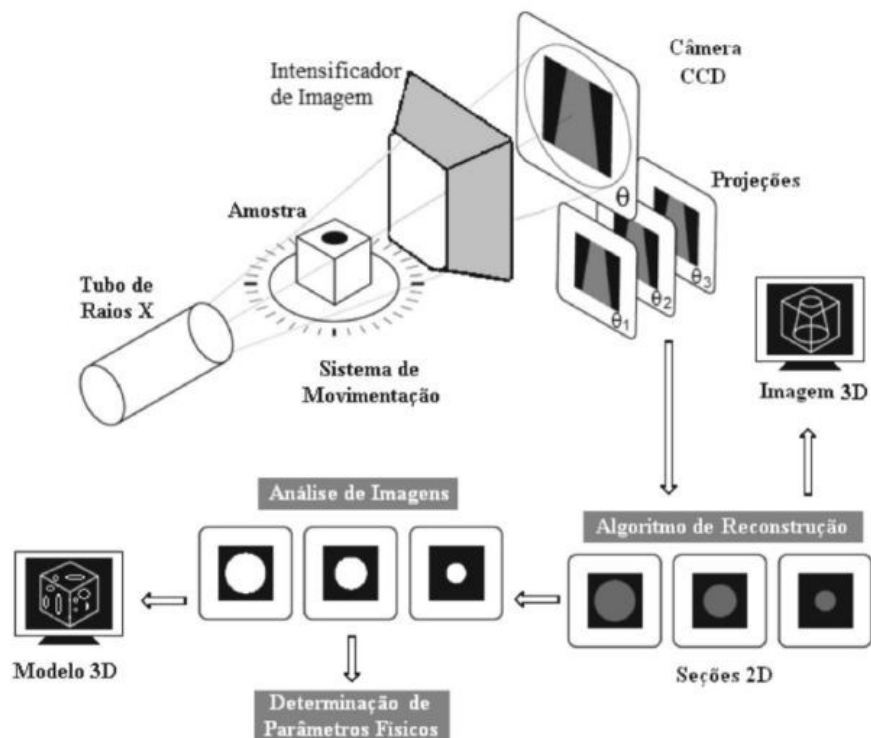 Câmera
CCD
Intensificador
de Imagem
θ
Projeções
Amostra
Tubo de
Raios X
θ1
θ2
θ3
Sistema de
Movimentação
Imagem 3D
Análise de Imagens
Algoritmo de Reconstrução
Modelo 3D
Seções 2D
Determinação de
Parâmetros Físicos